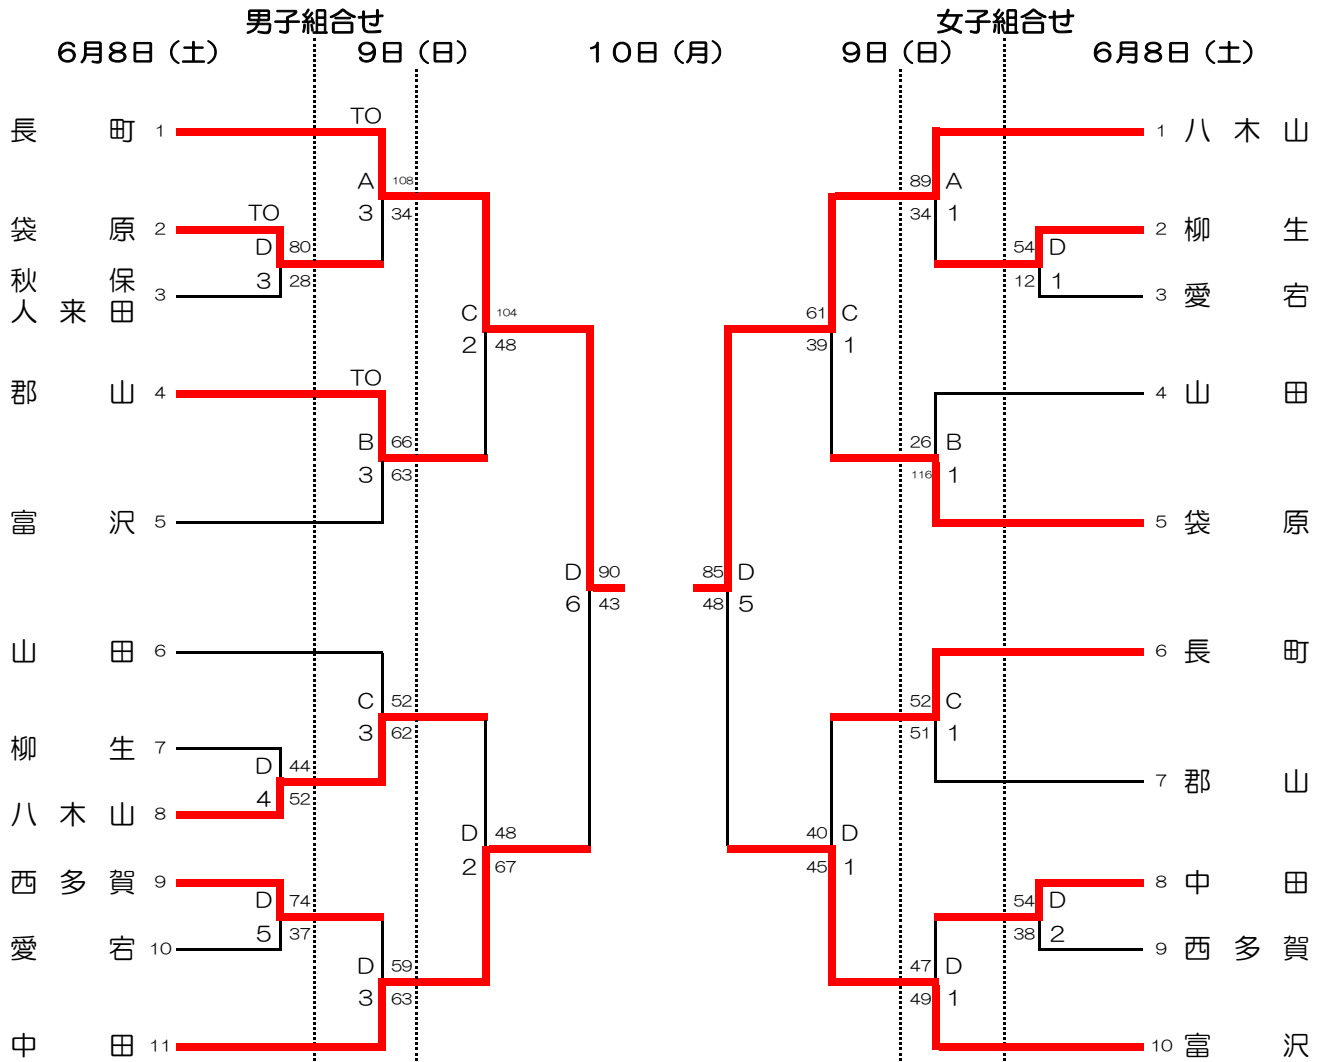 男子組合せ 女子組合せ
6月8日（土） 9日（日） 10日（月） 9日（日） 6月8日（土）
TO
長 町 1 1 八 木 山
A 108 89 A
3 34 34 1
TO
袋 原 2 2 柳 生
D 80 54 D
3 28 12 1
秋 保
人 来 田 3 3 愛 宕
C 104 61 C
2 48 39 1
TO
郡 山 4 4 山 田
B 66 26 B
3 63 116 1
富 沢 5 5 袋 原
D 90 85 D
6 43 48 5
山 田 6 6 長 町
C 52 52 C
3 62 51 1
柳 生 7 7 郡 山
D 44
4 52
八 木 山 8
D 48 40 D
2 67 45 1
西 多 賀 9 8 中 田
D 74 54 D
5 37 38 2
愛 宕 10 9 西 多 賀
D 59 47 D
3 63 49 1
中 田 11 10 富 沢